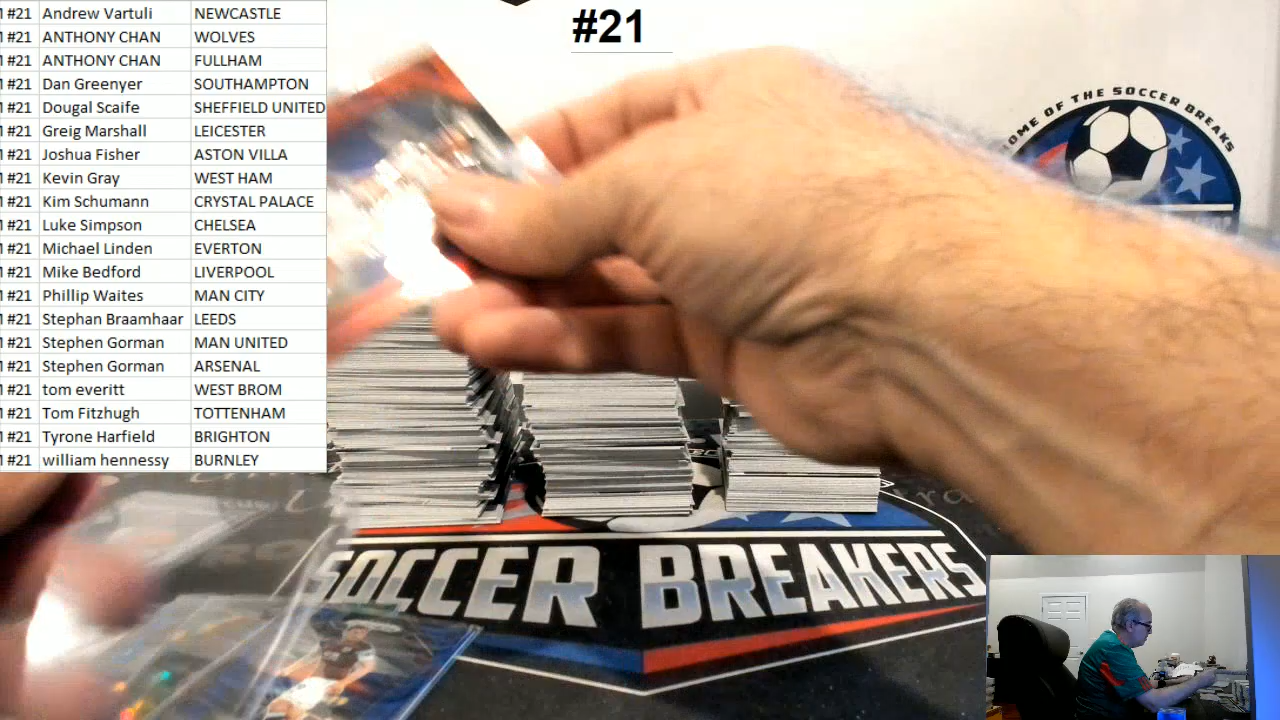 #21 Andrew Vartuli NEWCASTLE
#21 ANTHONY CHAN WOLVES
#21 ANTHONY CHAN FULLHAM
#21 Dan Greenyer SOUTHAMPTON
#21 Dougal Scaife SHEFFIELD UNITED
#21 Greig Marshall LEICESTER
#21 Joshua Fisher ASTON VILLA
#21 Kevin Gray WEST HAM
#21 Kim Schumann CRYSTAL PALACE
#21 Luke Simpson CHELSEA
#21 Michael Linden EVERTON
#21 Mike Bedford LIVERPOOL
#21 Phillip Waites MAN CITY
#21 Stephan Braamhaar LEEDS
#21 Stephen Gorman MAN UNITED
#21 Stephen Gorman ARSENAL
#21 tom everitt WEST BROM
#21 Tom Fitzhugh TOTTENHAM
#21 Tyrone Harfield BRIGHTON
#21 william hennessy BURNLEY
#21
OF THE SOCCER BREAKS
SOCCER BREAKERS